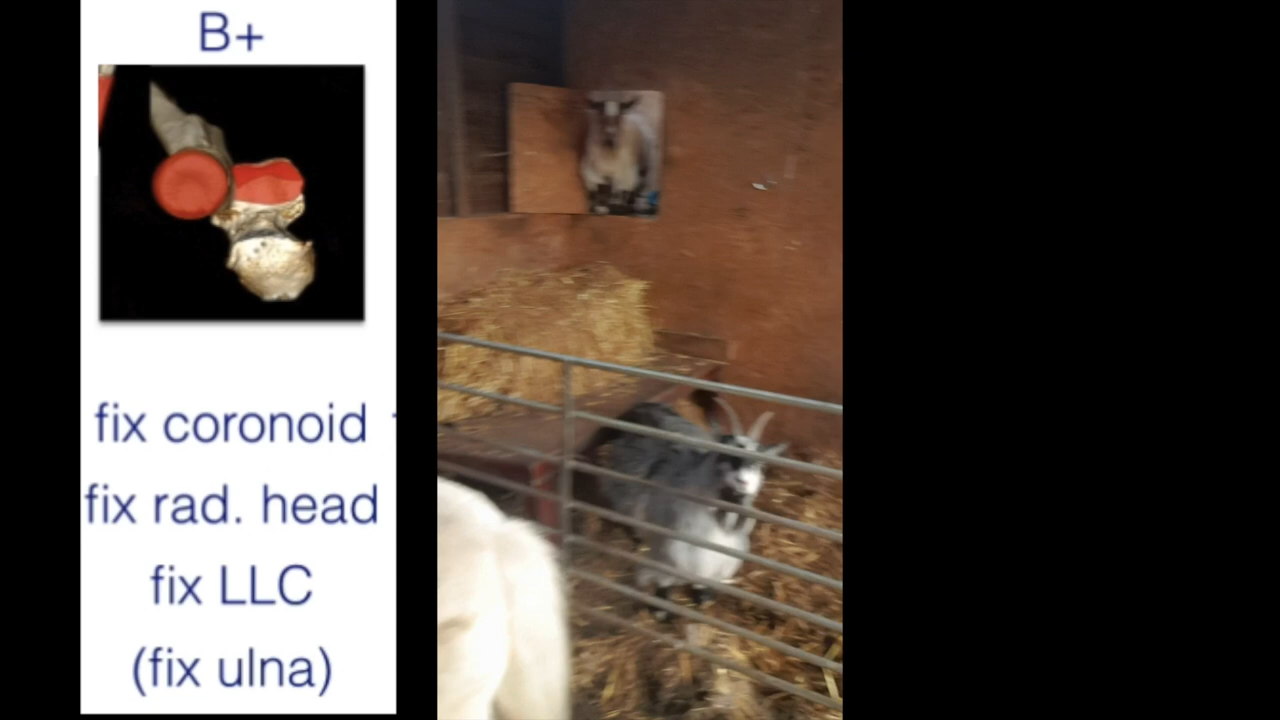 B+
fix coronoid
fix rad. head
fix LLC
(fix ulna)